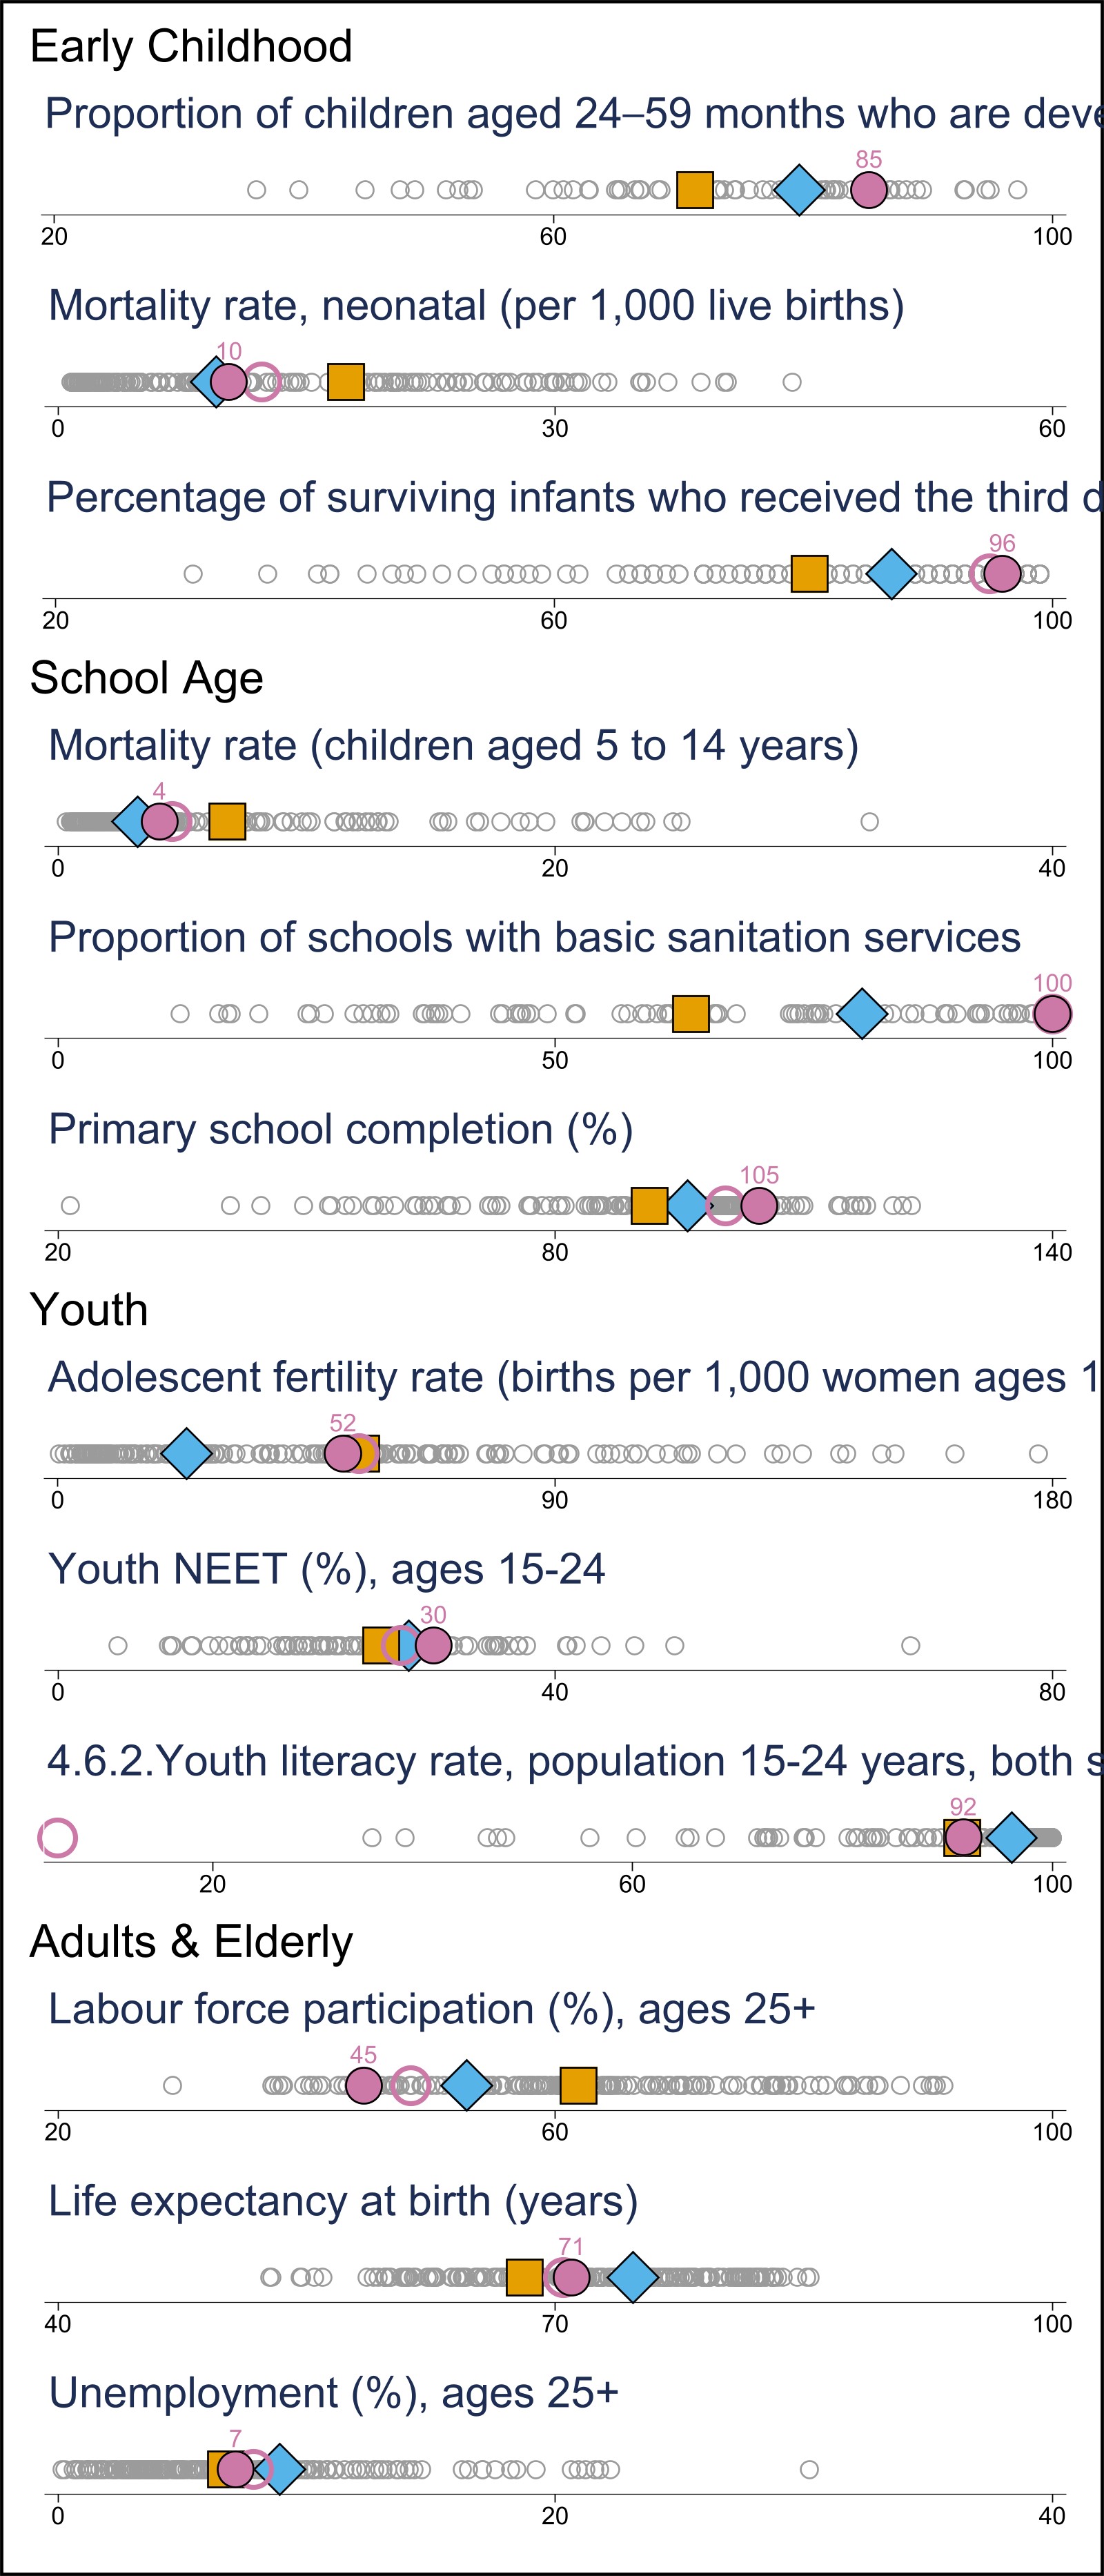 Early Childhood
Proportion of children aged 24–59 months who are deve
85
20 60 100
Mortality rate, neonatal (per 1,000 live births)
10
0 30 60
Percentage of surviving infants who received the third d
96
20 60 100
School Age
Mortality rate (children aged 5 to 14 years)
4
0 20 40
Proportion of schools with basic sanitation services
100
0 50 100
Primary school completion (%)
105
20 80 140
Youth
Adolescent fertility rate (births per 1,000 women ages 1
52
0 90 180
Youth NEET (%), ages 15-24
30
0 40 80
4.6.2.Youth literacy rate, population 15-24 years, both s
92
20 60 100
Adults & Elderly
Labour force participation (%), ages 25+
45
20 60 100
Life expectancy at birth (years)
71
40 70 100
Unemployment (%), ages 25+
7
0 20 40